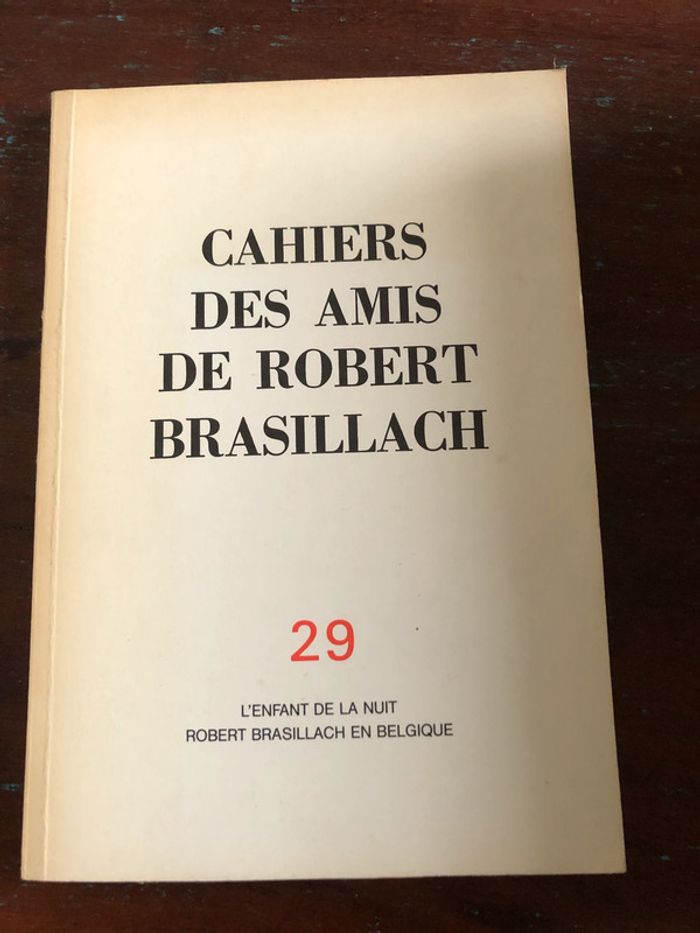 CAHIERS
DES AMIS
DE ROBERT
BRASILLACH
29
L'ENFANT DE LA NUIT
ROBERT BRASILLACH EN BELGIQUE